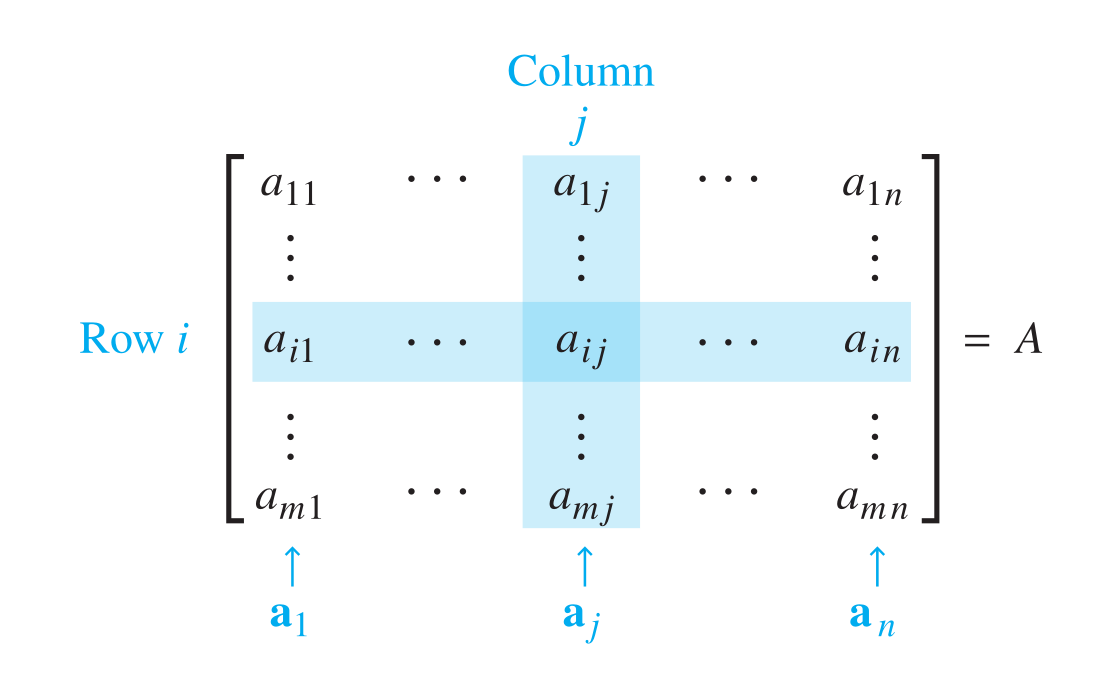 Column
j
a₁₁ ··· a₁ⱼ ··· a₁ₙ
⋮ ⋮ ⋮
Row i aᵢ₁ ··· aᵢⱼ ··· aᵢₙ = A
⋮ ⋮ ⋮
aₘ₁ ··· aₘⱼ ··· aₘₙ
↑ ↑ ↑
a₁ aⱼ aₙ